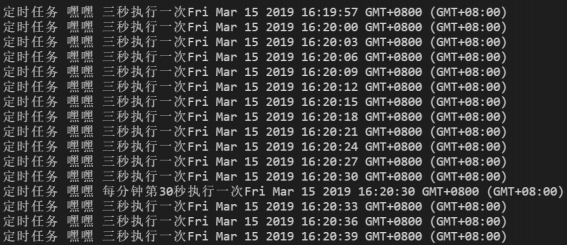 定时任务 嘿嘿 三秒执行一次Fri Mar 15 2019 16:19:57 GMT+0800 (GMT+08:00)
定时任务 嘿嘿 三秒执行一次Fri Mar 15 2019 16:20:00 GMT+0800 (GMT+08:00)
定时任务 嘿嘿 三秒执行一次Fri Mar 15 2019 16:20:03 GMT+0800 (GMT+08:00)
定时任务 嘿嘿 三秒执行一次Fri Mar 15 2019 16:20:06 GMT+0800 (GMT+08:00)
定时任务 嘿嘿 三秒执行一次Fri Mar 15 2019 16:20:09 GMT+0800 (GMT+08:00)
定时任务 嘿嘿 三秒执行一次Fri Mar 15 2019 16:20:12 GMT+0800 (GMT+08:00)
定时任务 嘿嘿 三秒执行一次Fri Mar 15 2019 16:20:15 GMT+0800 (GMT+08:00)
定时任务 嘿嘿 三秒执行一次Fri Mar 15 2019 16:20:18 GMT+0800 (GMT+08:00)
定时任务 嘿嘿 三秒执行一次Fri Mar 15 2019 16:20:21 GMT+0800 (GMT+08:00)
定时任务 嘿嘿 三秒执行一次Fri Mar 15 2019 16:20:24 GMT+0800 (GMT+08:00)
定时任务 嘿嘿 三秒执行一次Fri Mar 15 2019 16:20:27 GMT+0800 (GMT+08:00)
定时任务 嘿嘿 三秒执行一次Fri Mar 15 2019 16:20:30 GMT+0800 (GMT+08:00)
定时任务 嘿嘿 每分钟第30秒执行一次Fri Mar 15 2019 16:20:30 GMT+0800 (GMT+08:00)
定时任务 嘿嘿 三秒执行一次Fri Mar 15 2019 16:20:33 GMT+0800 (GMT+08:00)
定时任务 嘿嘿 三秒执行一次Fri Mar 15 2019 16:20:36 GMT+0800 (GMT+08:00)
定时任务 嘿嘿 三秒执行一次Fri Mar 15 2019 16:20:39 GMT+0800 (GMT+08:00)